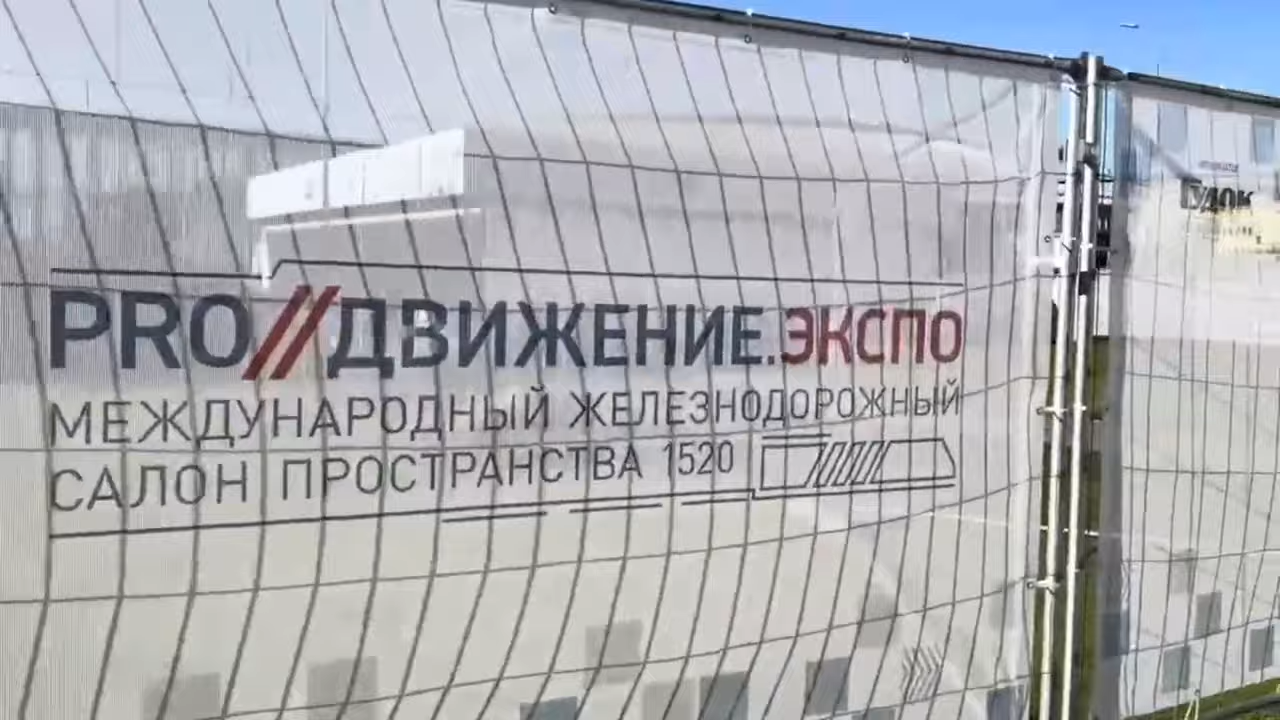 PRO//ДВИЖЕНИЕ.ЭКСПО
МЕЖДУНАРОДНЫЙ ЖЕЛЕЗНОДОРОЖНЫЙ
САЛОН ПРОСТРАНСТВА 1520
ГУДОК